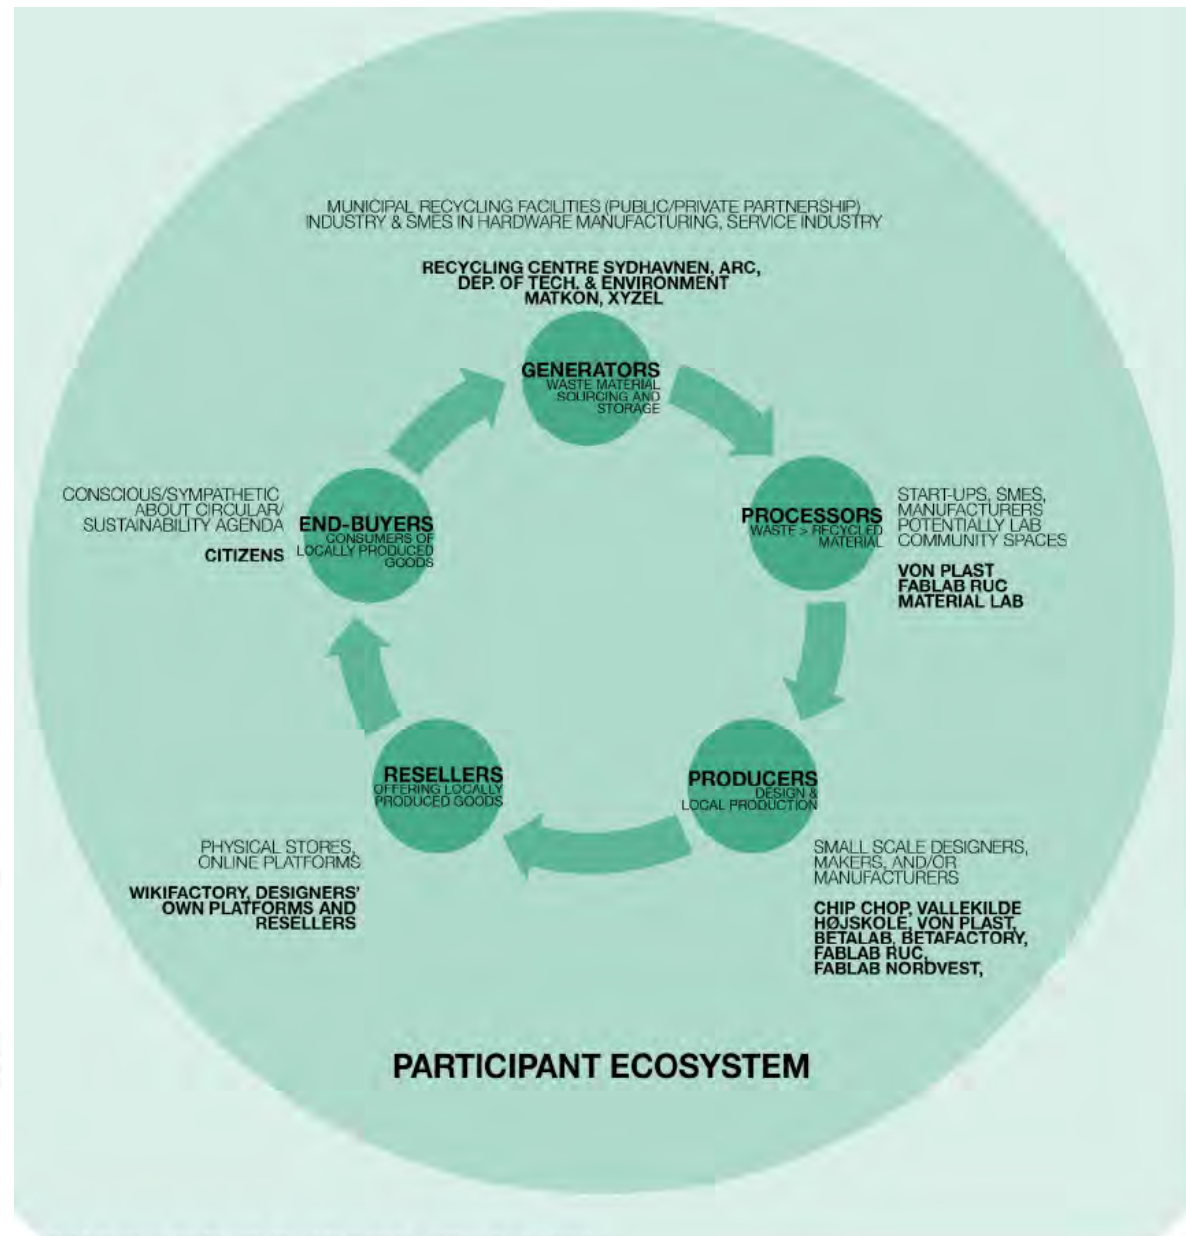 MUNICIPAL RECYCLING FACILITIES (PUBLIC/PRIVATE PARTNERSHIP)
INDUSTRY & SMES IN HARDWARE MANUFACTURING, SERVICE INDUSTRY
RECYCLING CENTRE SYDHAVNEN, ARC,
DEP. OF TECH. & ENVIRONMENT
MATKON, XYZEL
GENERATORS
WASTE MATERIAL
SOURCING AND
STORAGE
PROCESSORS
WASTE > RECYCLED
MATERIAL
START-UPS, SMES,
MANUFACTURERS
POTENTIALLY LAB
COMMUNITY SPACES
VON PLAST
FABLAB RUC
MATERIAL LAB
PRODUCERS
DESIGN &
LOCAL PRODUCTION
SMALL SCALE DESIGNERS,
MAKERS, AND/OR
MANUFACTURERS
CHIP CHOP, VALLEKILDE
HØJSKOLE, VON PLAST,
BETALAB, BETAFACTORY,
FABLAB RUC,
FABLAB NORDVEST,
RESELLERS
OFFERING LOCALLY
PRODUCED GOODS
PHYSICAL STORES,
ONLINE PLATFORMS
WIKIFACTORY, DESIGNERS'
OWN PLATFORMS AND
RESELLERS
END-BUYERS
CONSUMERS OF
LOCALLY PRODUCED
GOODS
CONSCIOUS/SYMPATHETIC
ABOUT CIRCULAR/
SUSTAINABILITY AGENDA
CITIZENS
PARTICIPANT ECOSYSTEM